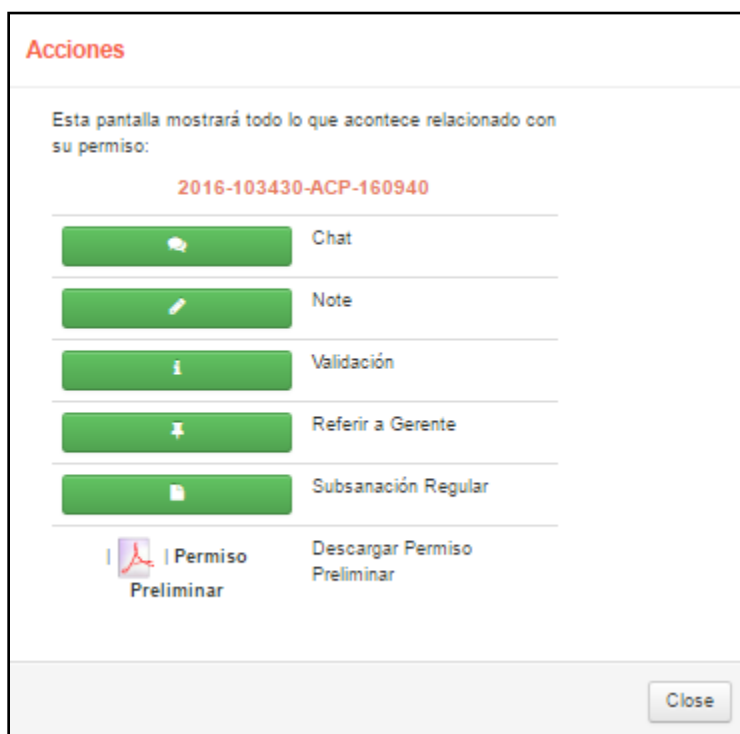 Acciones
Esta pantalla mostrará todo lo que acontece relacionado con
su permiso:
2016-103430-ACP-160940
Chat
Note
Validación
Referir a Gerente
Subsanación Regular
| | Permiso
Preliminar
Descargar Permiso
Preliminar
Close